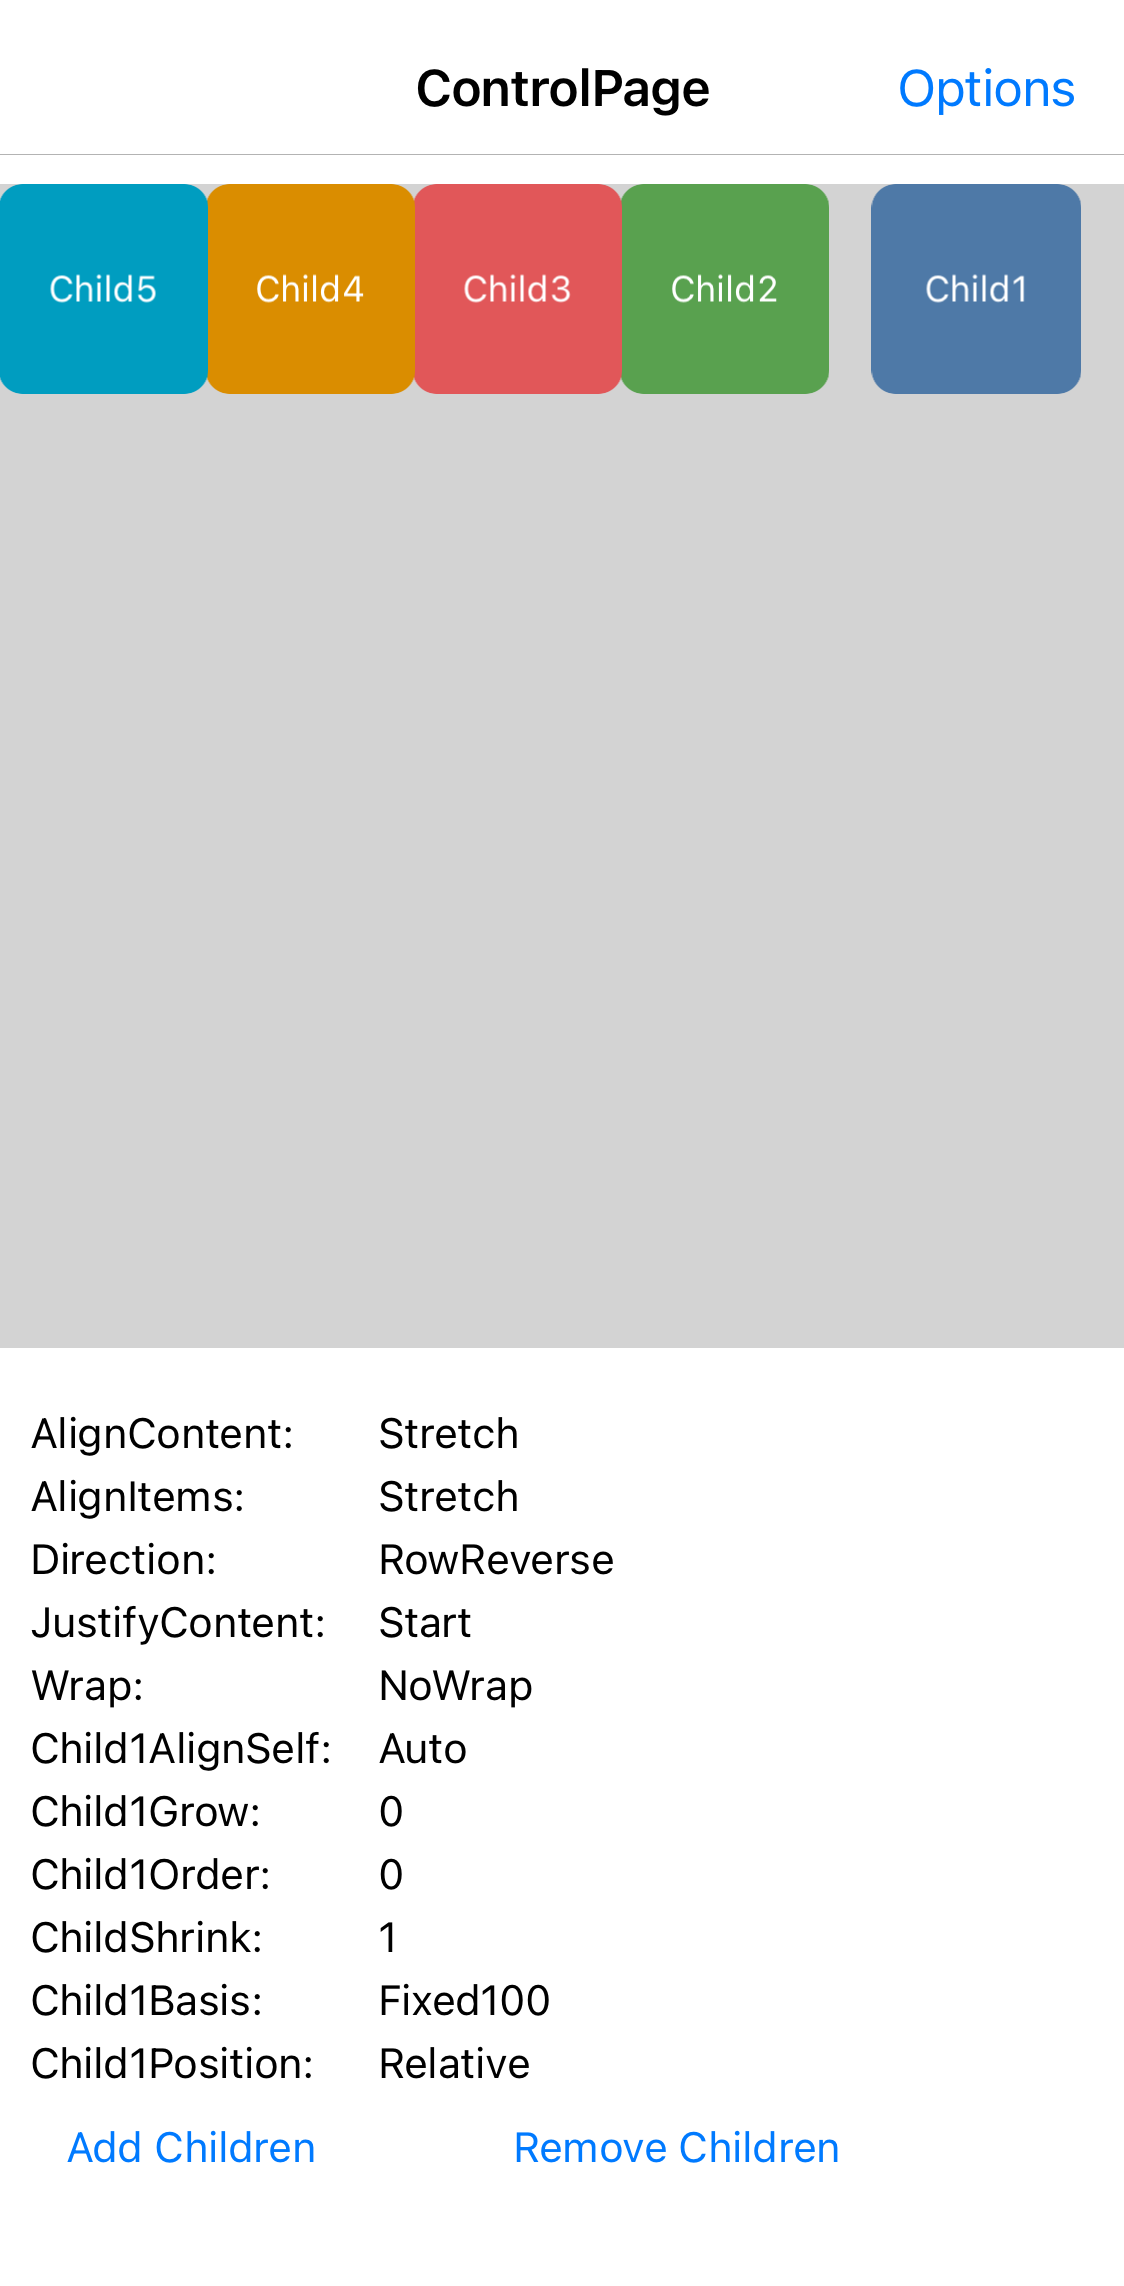 ControlPage
Options
Child5 Child4 Child3 Child2 Child1
AlignContent: Stretch
AlignItems: Stretch
Direction: RowReverse
JustifyContent: Start
Wrap: NoWrap
Child1AlignSelf: Auto
Child1Grow: 0
Child1Order: 0
ChildShrink: 1
Child1Basis: Fixed100
Child1Position: Relative
Add Children Remove Children